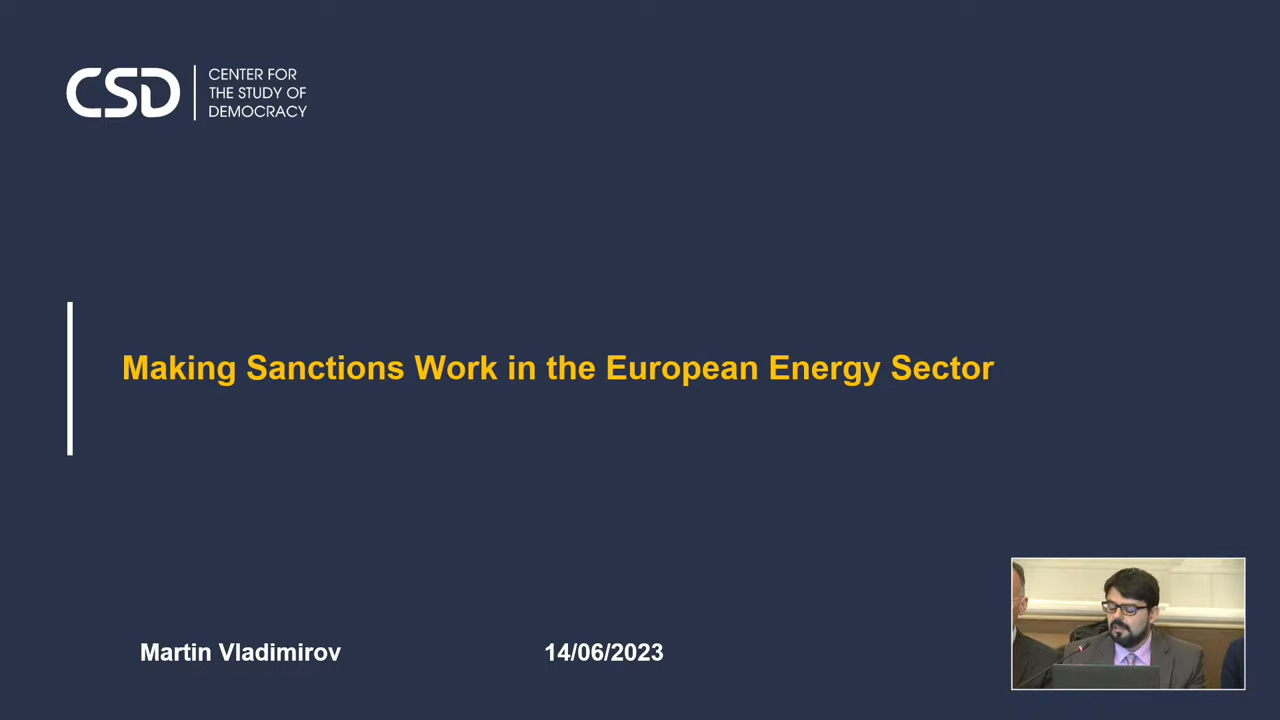 CSD
CENTER FOR
THE STUDY OF
DEMOCRACY
Making Sanctions Work in the European Energy Sector
Martin Vladimirov
14/06/2023